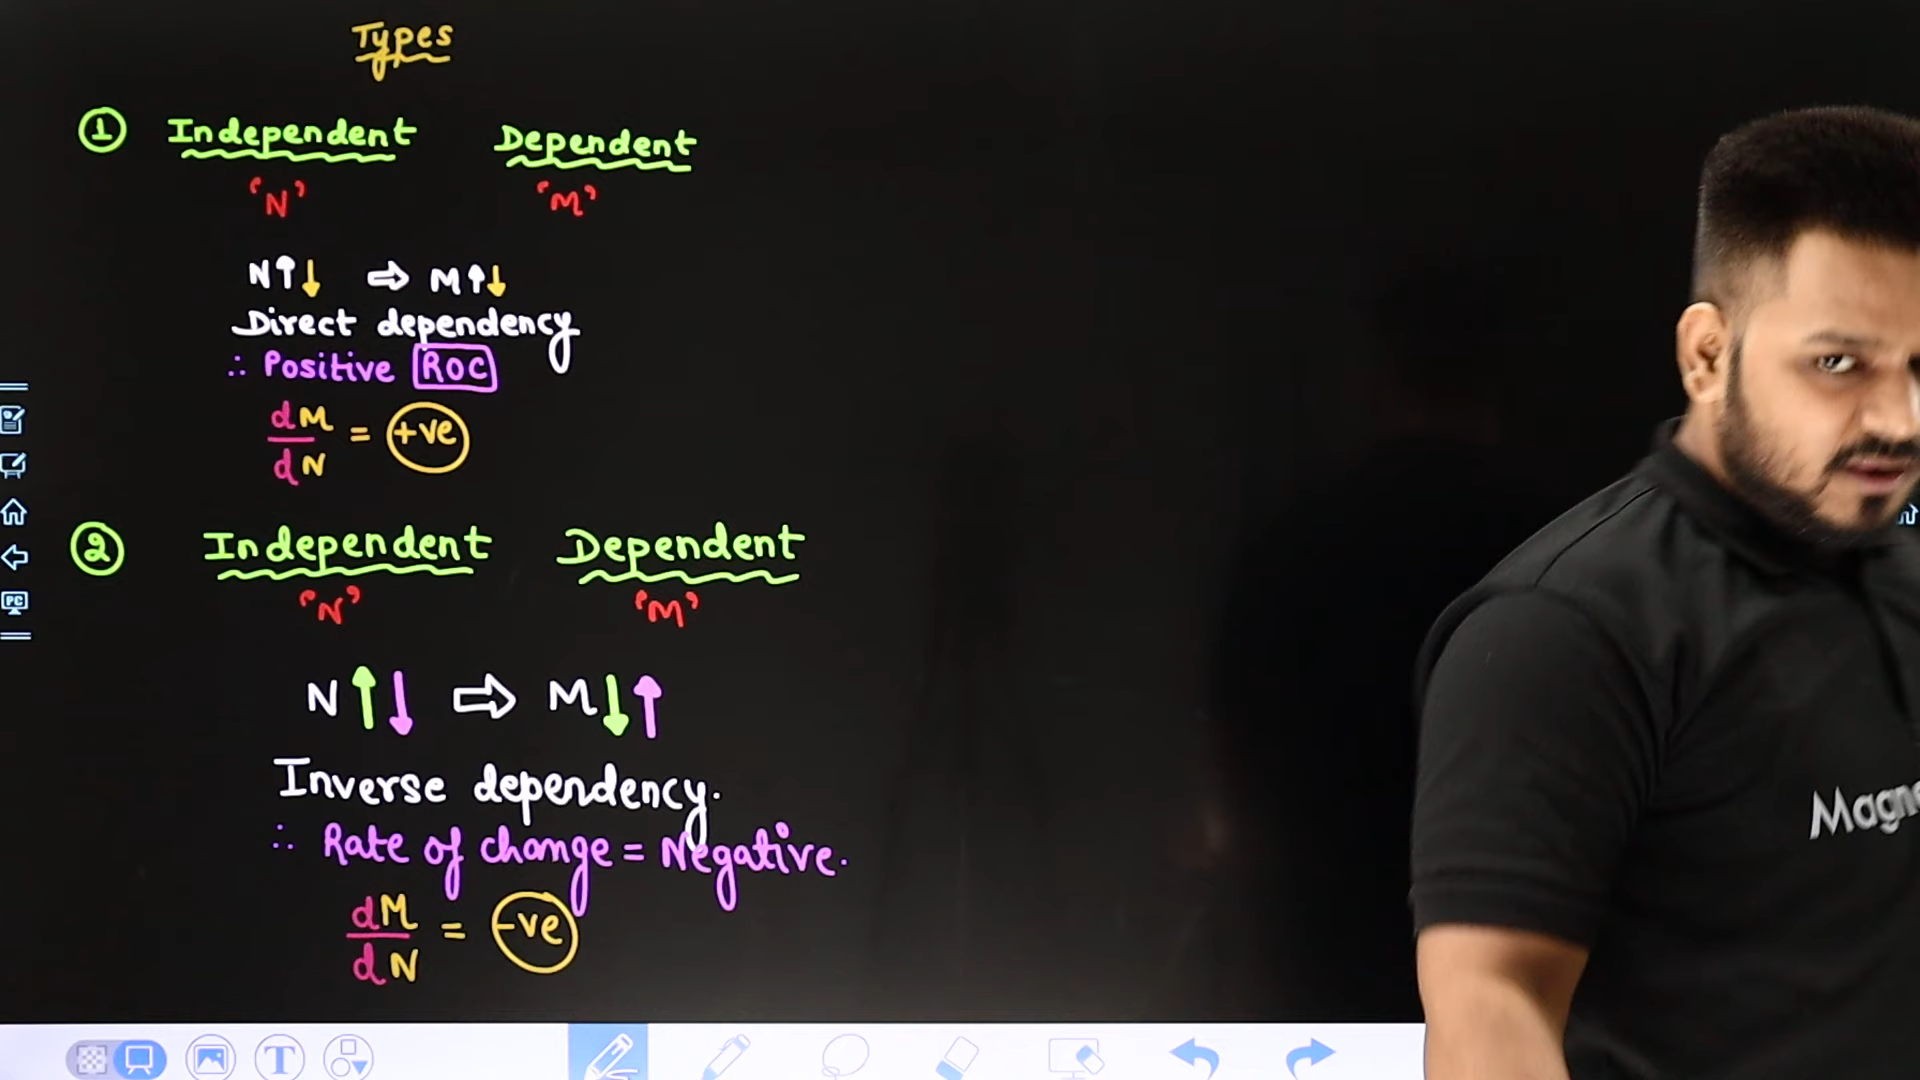 Types
① Independent Dependent
'N' 'M'
N↑↓ ⇨ M↑↓
Direct dependency
∴ Positive ROC
dM/dN = +ve
② Independent Dependent
'N' 'M'
N↑↓ ⇨ M↓↑
Inverse dependency.
∴ Rate of change = Negative.
dM/dN = -ve
PC
T